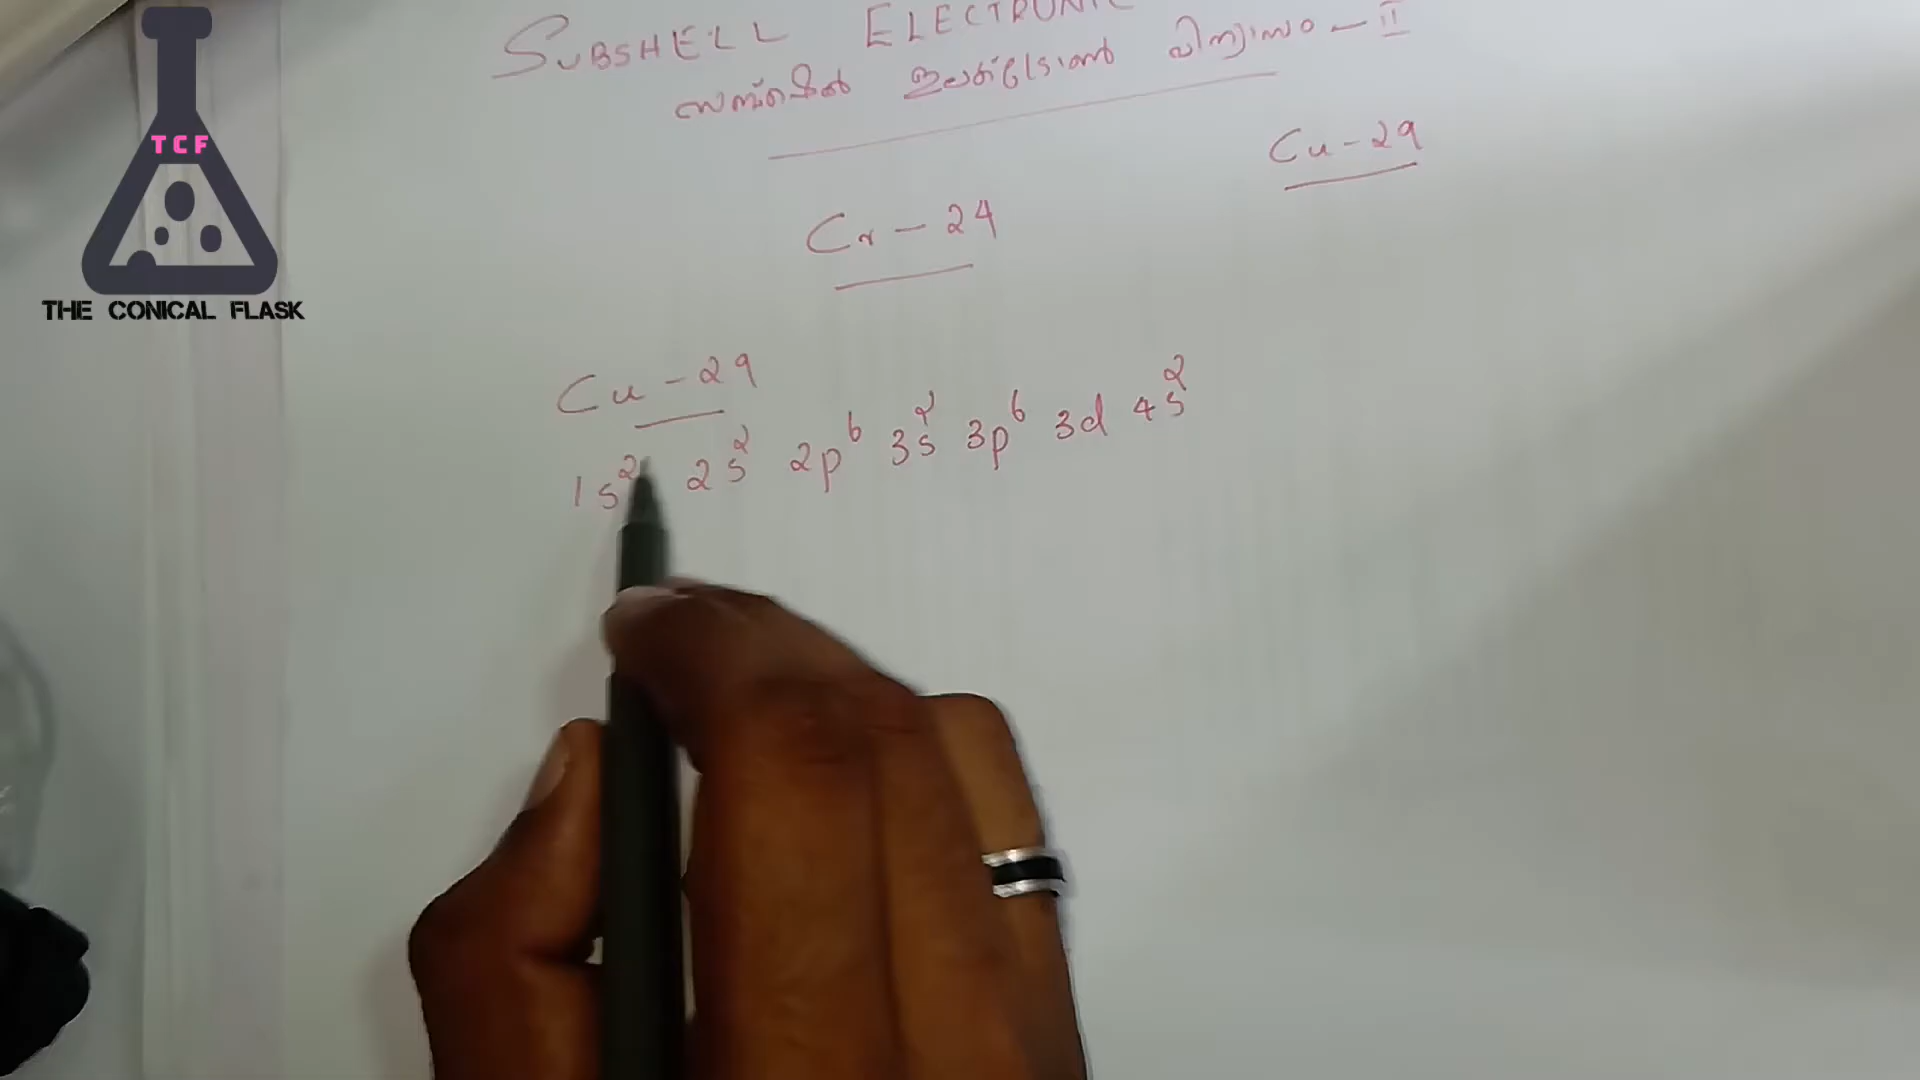 SUBSHELL ELECTRONIC
സബ്ഷെൽ ഇലക്ട്രോൺ വിന്യാസം - II
Cu - 29
Cr - 24
TCF
THE CONICAL FLASK
Cu - 29
1s² 2s² 2p⁶ 3s² 3p⁶ 3d 4s²